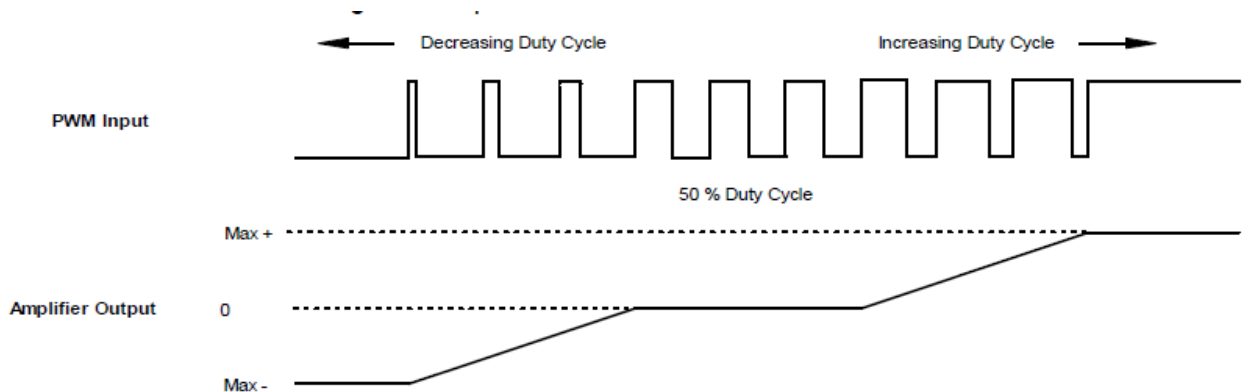 Decreasing Duty Cycle
Increasing Duty Cycle
PWM Input
50 % Duty Cycle
Max +
Amplifier Output
0
Max -